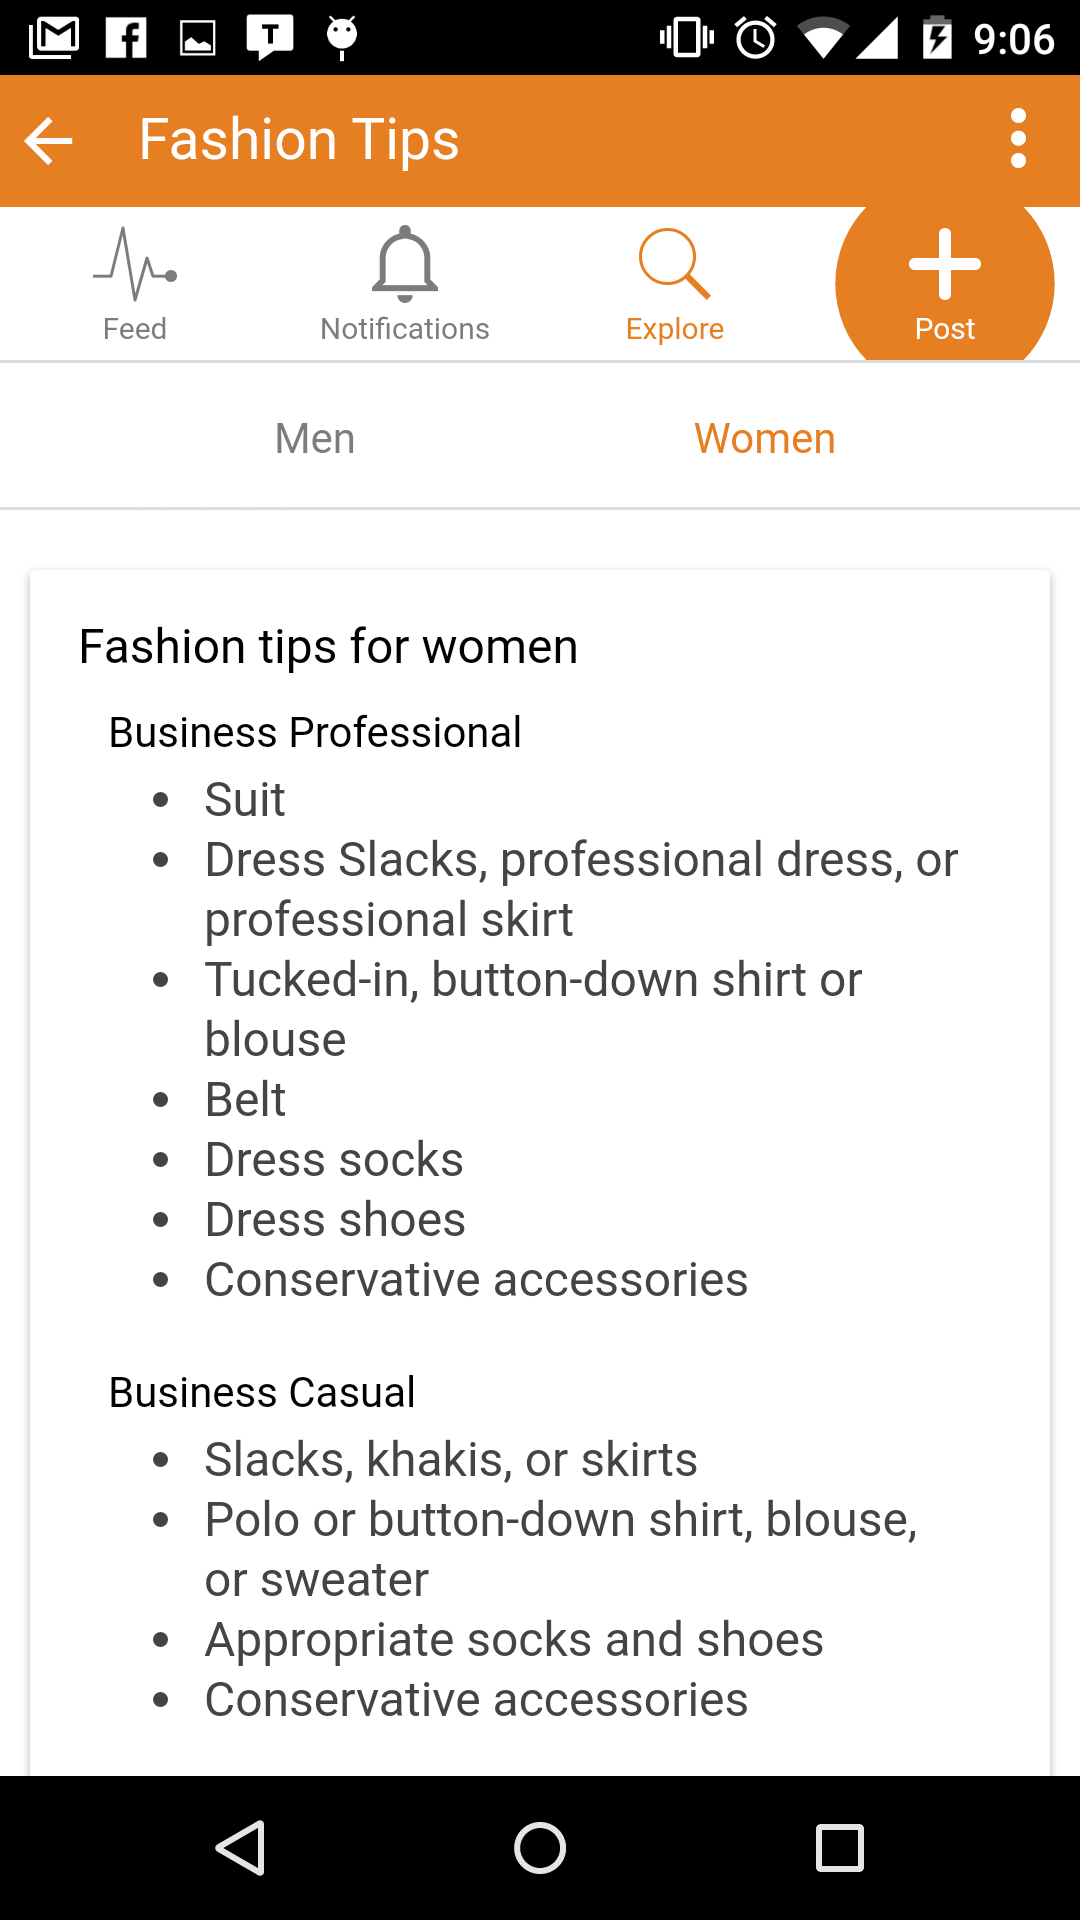 9:06
Fashion Tips
Feed
Notifications
Explore
Post
Men
Women
Fashion tips for women
Business Professional
• Suit
• Dress Slacks, professional dress, or
professional skirt
• Tucked-in, button-down shirt or
blouse
• Belt
• Dress socks
• Dress shoes
• Conservative accessories
Business Casual
• Slacks, khakis, or skirts
• Polo or button-down shirt, blouse,
or sweater
• Appropriate socks and shoes
• Conservative accessories